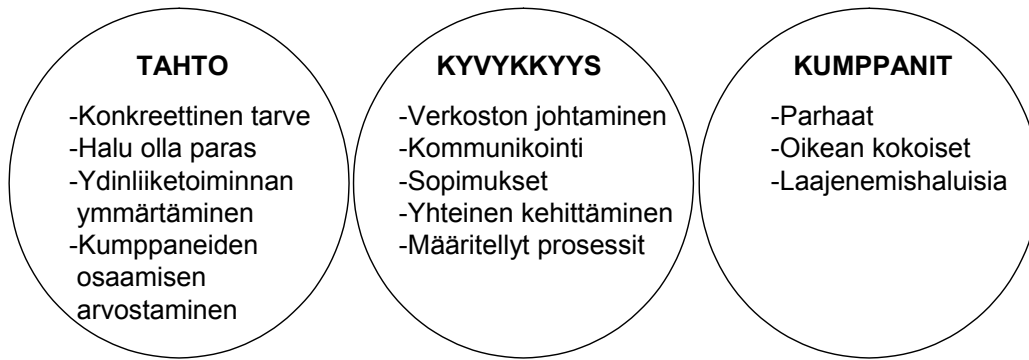 TAHTO
-Konkreettinen tarve
-Halu olla paras
-Ydinliiketoiminnan
ymmärtäminen
-Kumppaneiden
osaamisen
arvostaminen
KYVYKKYYS
-Verkoston johtaminen
-Kommunikointi
-Sopimukset
-Yhteinen kehittäminen
-Määritellyt prosessit
KUMPPANIT
-Parhaat
-Oikean kokoiset
-Laajenemishaluisia